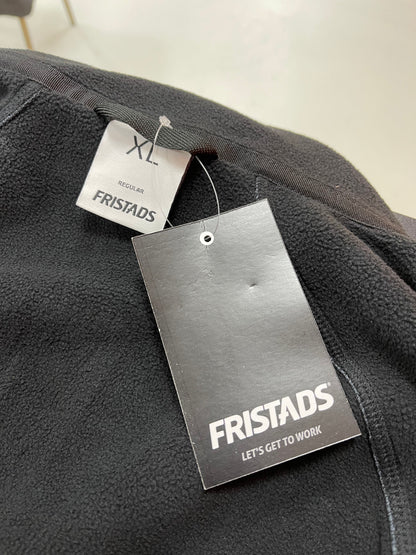 XL
REGULAR
FRISTADS
FRISTADS®
LET'S GET TO WORK